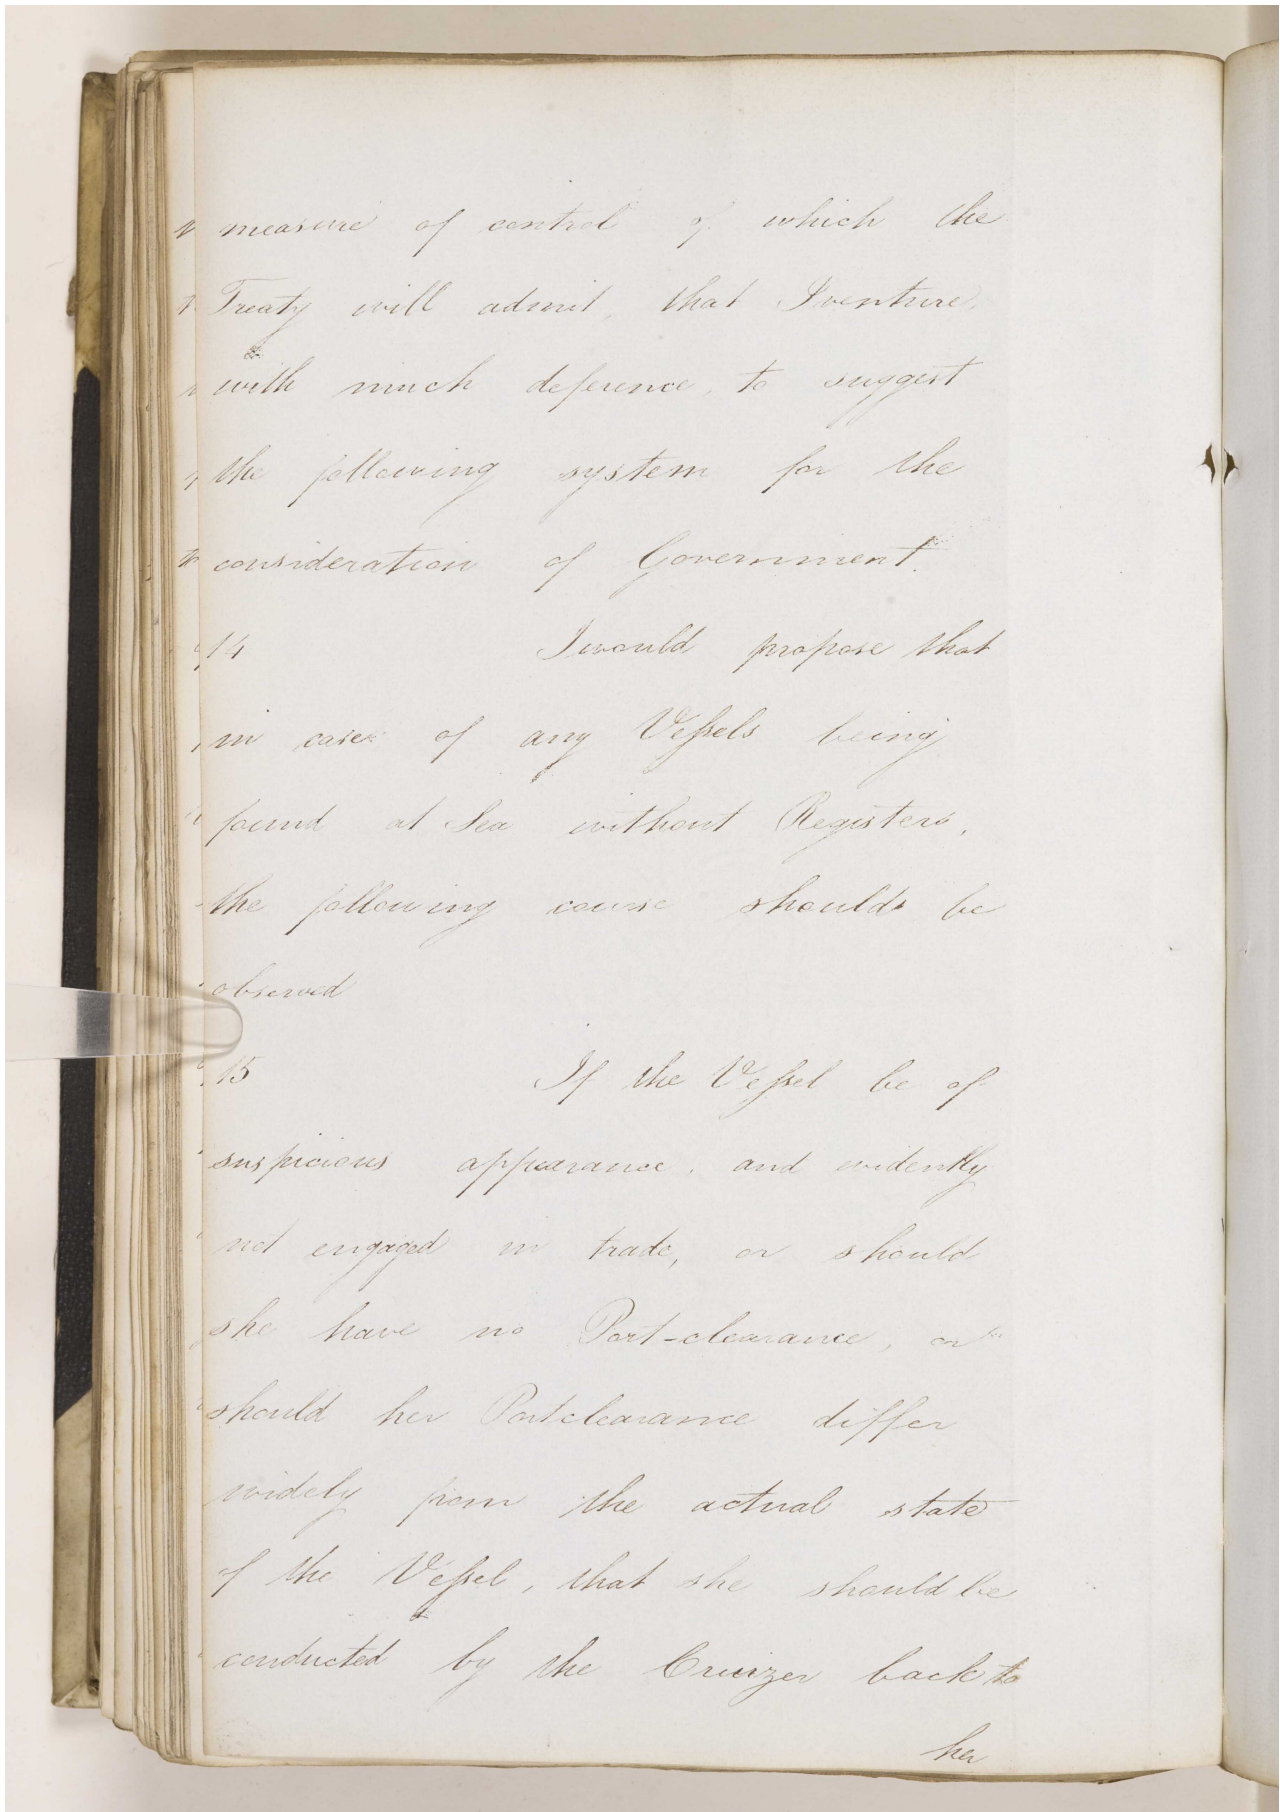 measure of control of which the
Treaty will admit, that I venture,
with much deference, to suggest
the following system for the
consideration of Government.
14 I would propose that
in case of any Veſsels being
found at Sea without Registers,
the following course should be
observed
15 If the Veſsel be of
suspicious appearance, and evidently
not engaged in trade, or should
she have no Port-clearance, or
should her Portclearance differ
widely from the actual state
of the Veſsel, that she should be
conducted by the Cruizer back to
her